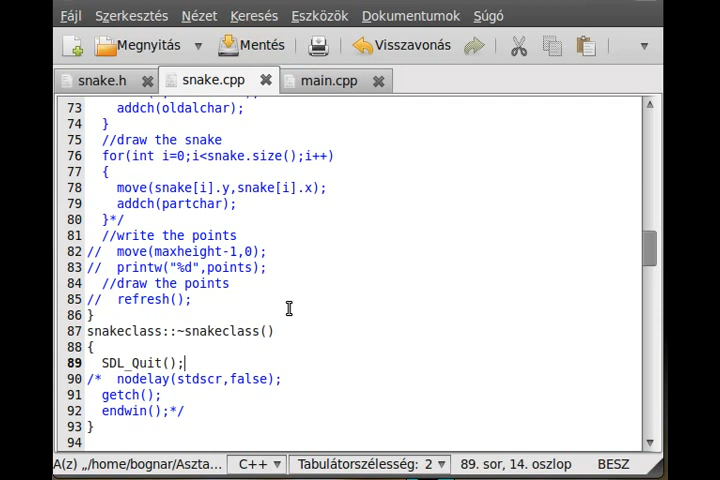 Fájl Szerkesztés Nézet Keresés Eszközök Dokumentumok Súgó
Megnyitás Mentés Visszavonás
snake.h snake.cpp main.cpp
73 addch(oldalchar);
74 }
75 //draw the snake
76 for(int i=0;i<snake.size();i++)
77 {
78 move(snake[i].y,snake[i].x);
79 addch(partchar);
80 }*/
81 //write the points
82 // move(maxheight-1,0);
83 // printw("%d",points);
84 //draw the points
85 // refresh();
86 }
87 snakeclass::~snakeclass()
88 {
89 SDL_Quit();
90 /* nodelay(stdscr,false);
91 getch();
92 endwin();*/
93 }
94
A(z) „/home/bognar/Aszta... C++ Tabulátorszélesség: 2 89. sor, 14. oszlop BESZ